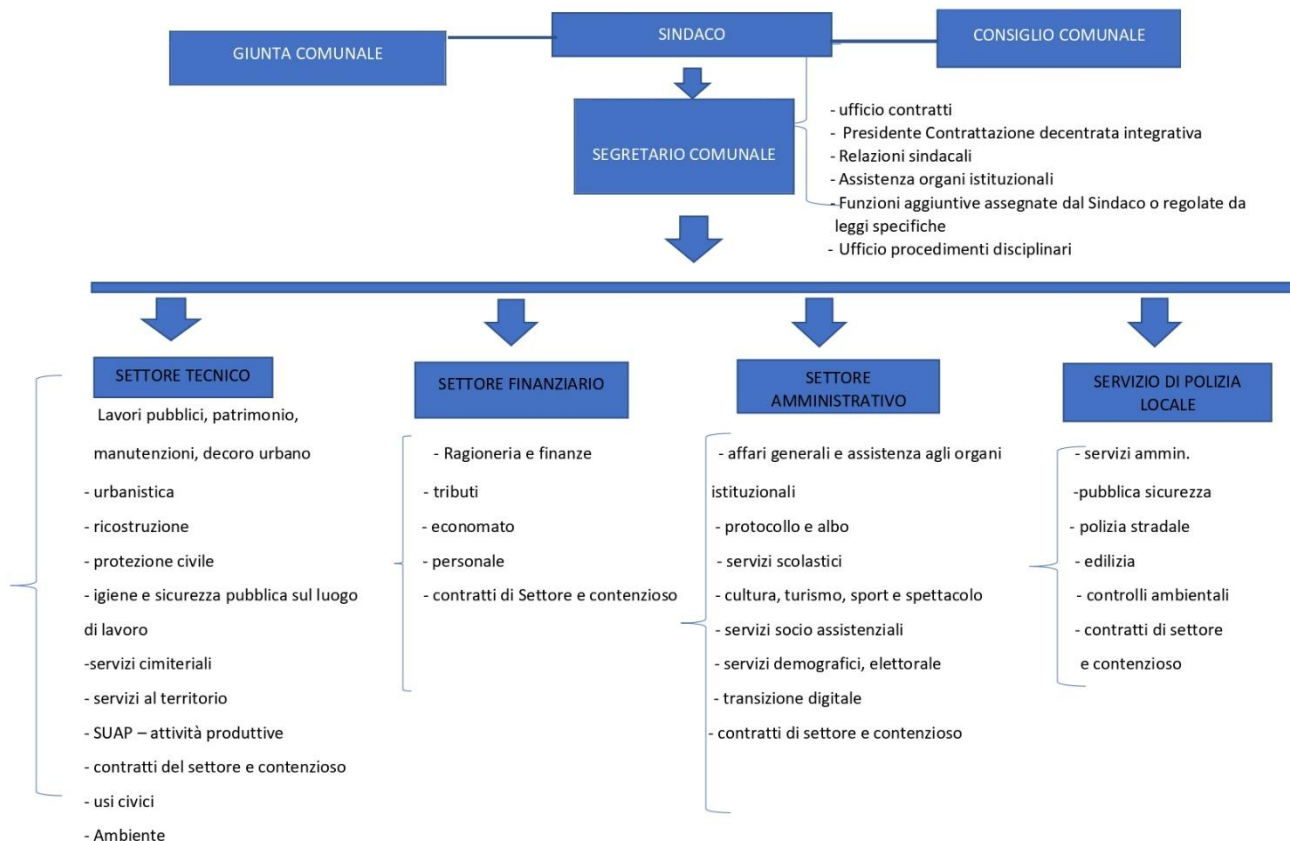 SINDACO
GIUNTA COMUNALE
CONSIGLIO COMUNALE
SEGRETARIO COMUNALE
- ufficio contratti
- Presidente Contrattazione decentrata integrativa
- Relazioni sindacali
- Assistenza organi istituzionali
- Funzioni aggiuntive assegnate dal Sindaco o regolate da
leggi specifiche
- Ufficio procedimenti disciplinari
SETTORE TECNICO
Lavori pubblici, patrimonio,
manutenzioni, decoro urbano
- urbanistica
- ricostruzione
- protezione civile
- igiene e sicurezza pubblica sul luogo
di lavoro
-servizi cimiteriali
- servizi al territorio
- SUAP – attività produttive
- contratti del settore e contenzioso
- usi civici
- Ambiente
SETTORE FINANZIARIO
- Ragioneria e finanze
- tributi
- economato
- personale
- contratti di Settore e contenzioso
SETTORE
AMMINISTRATIVO
- affari generali e assistenza agli organi
istituzionali
- protocollo e albo
- servizi scolastici
- cultura, turismo, sport e spettacolo
- servizi socio assistenziali
- servizi demografici, elettorale
- transizione digitale
- contratti di settore e contenzioso
SERVIZIO DI POLIZIA
LOCALE
- servizi ammin.
-pubblica sicurezza
- polizia stradale
- edilizia
- controlli ambientali
- contratti di settore
e contenzioso